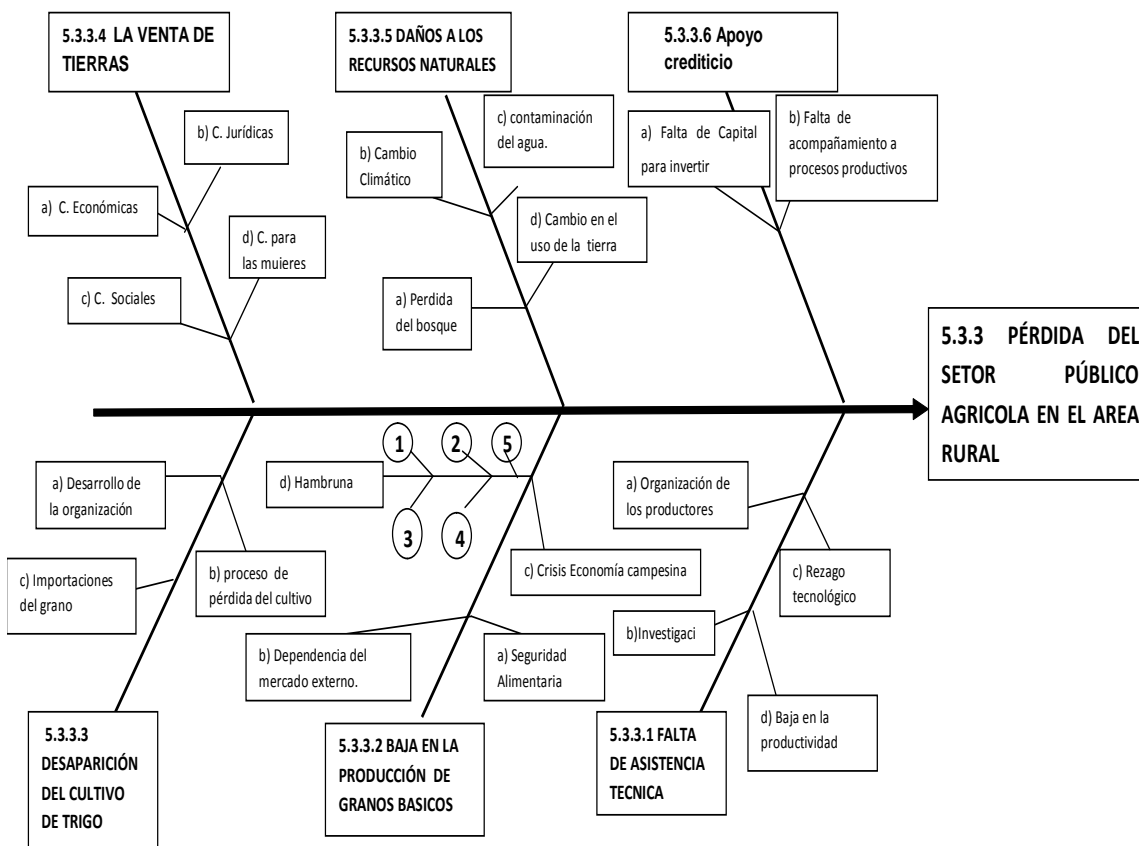 5.3.3.4 LA VENTA DE
TIERRAS
5.3.3.5 DAÑOS A LOS
RECURSOS NATURALES
5.3.3.6 Apoyo
crediticio
b) C. Jurídicas
a) C. Económicas
d) C. para
las muieres
c) C. Sociales
c) contaminación
del agua.
b) Cambio
Climático
d) Cambio en el
uso de la tierra
a) Perdida
del bosque
a) Falta de Capital
para invertir
b) Falta de
acompañamiento a
procesos productivos
5.3.3 PÉRDIDA DEL
SETOR PÚBLICO
AGRICOLA EN EL AREA
RURAL
a) Desarrollo de
la organización
c) Importaciones
del grano
b) proceso de
pérdida del cultivo
d) Hambruna
1
2
5
3
4
c) Crisis Economía campesina
b) Dependencia del
mercado externo.
a) Seguridad
Alimentaria
a) Organización de
los productores
c) Rezago
tecnológico
b)Investigaci
d) Baja en la
productividad
5.3.3.3
DESAPARICIÓN
DEL CULTIVO
DE TRIGO
5.3.3.2 BAJA EN LA
PRODUCCIÓN DE
GRANOS BASICOS
5.3.3.1 FALTA
DE ASISTENCIA
TECNICA